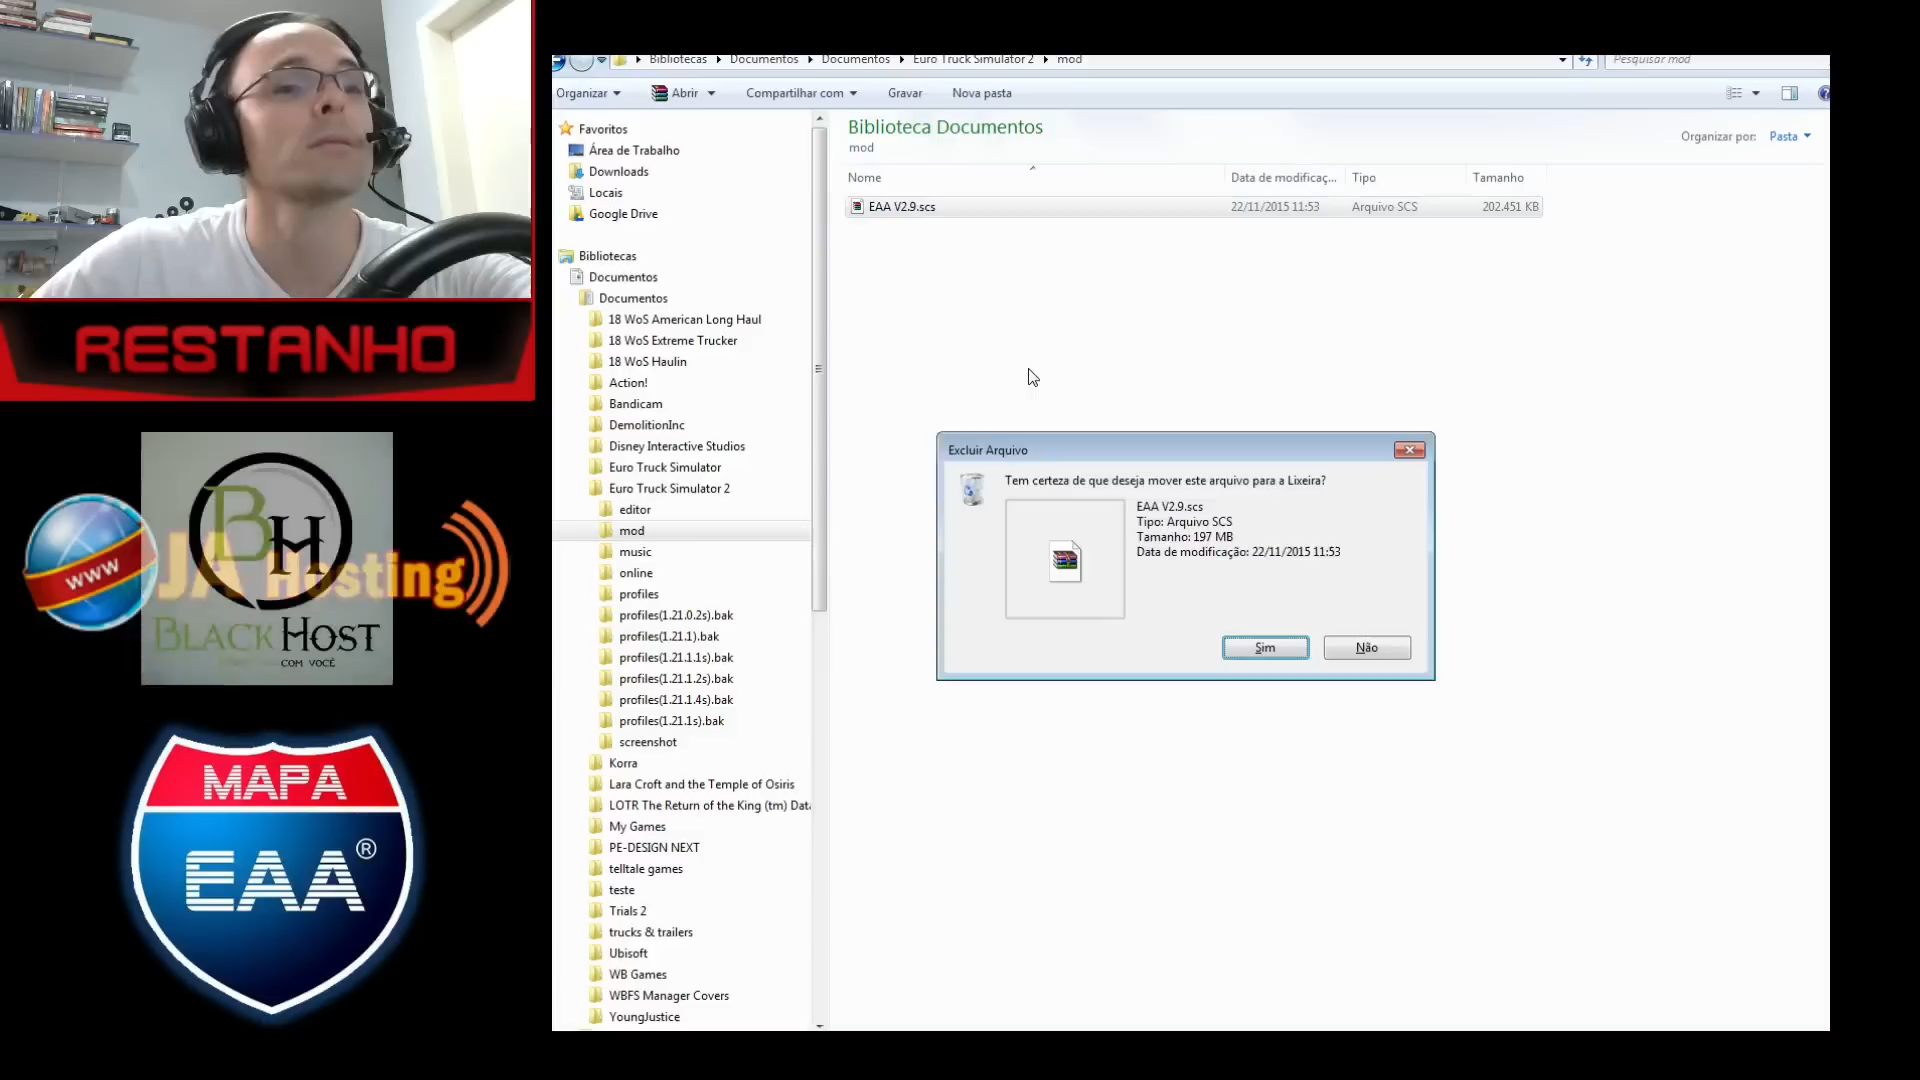 RESTANHO
www
JA Hosting
BH
BLACKHOST
COM VOCÊ
MAPA
EAA®
Bibliotecas
Documentos
Documentos
Euro Truck Simulator 2
mod
Pesquisar mod
Organizar
Abrir
Compartilhar com
Gravar
Nova pasta
Favoritos
Área de Trabalho
Downloads
Locais
Google Drive
Bibliotecas
Documentos
Documentos
18 WoS American Long Haul
18 WoS Extreme Trucker
18 WoS Haulin
Action!
Bandicam
DemolitionInc
Disney Interactive Studios
Euro Truck Simulator
Euro Truck Simulator 2
editor
mod
music
online
profiles
profiles(1.21.0.2s).bak
profiles(1.21.1).bak
profiles(1.21.1.1s).bak
profiles(1.21.1.2s).bak
profiles(1.21.1.4s).bak
profiles(1.21.1s).bak
screenshot
Korra
Lara Croft and the Temple of Osiris
LOTR The Return of the King (tm) Data
My Games
PE-DESIGN NEXT
telltale games
teste
Trials 2
trucks & trailers
Ubisoft
WB Games
WBFS Manager Covers
YoungJustice
Biblioteca Documentos
mod
Organizar por: Pasta
Nome Data de modificaç... Tipo Tamanho
EAA V2.9.scs 22/11/2015 11:53 Arquivo SCS 202.451 KB
Excluir Arquivo
Tem certeza de que deseja mover este arquivo para a Lixeira?
EAA V2.9.scs
Tipo: Arquivo SCS
Tamanho: 197 MB
Data de modificação: 22/11/2015 11:53
Sim
Não